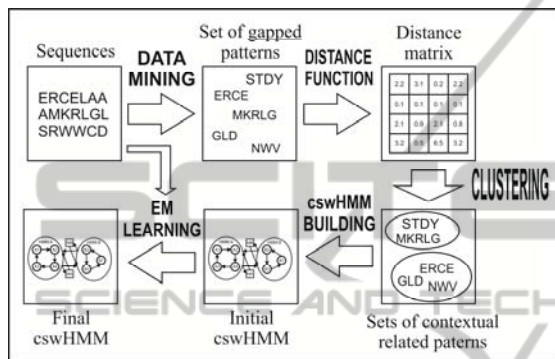 Sequences
DATA MINING
Set of gapped patterns
DISTANCE FUNCTION
Distance matrix
ERCELAA
AMKRLGL
SRWWCD
STDY
ERCE
MKRLG
GLD
NWV
2.2 3.1 0.2 2.2
0.1 0.1 0.1 0.1
2.1 0.8 2.1 0.8
3.2 0.5 6.5 3.2
CLUSTERING
EM LEARNING
cswHMM BUILDING
STDY
MKRLG
ERCE
GLD NWV
Final cswHMM
Initial cswHMM
Sets of contextual related paterns
SCIENCE AND TECH